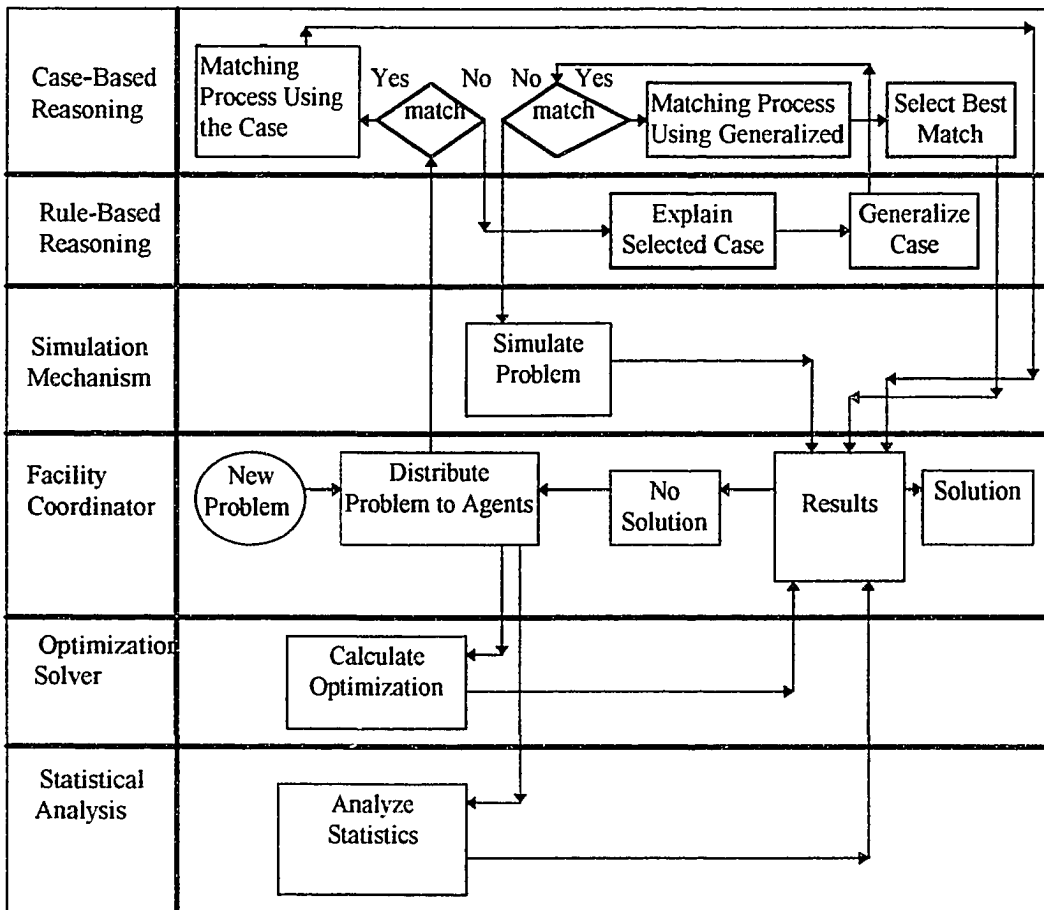 Case-Based
Reasoning
Matching
Process Using
the Case
Yes
match
No
No
match
Yes
Matching Process
Using Generalized
Select Best
Match
Rule-Based
Reasoning
Explain
Selected Case
Generalize
Case
Simulation
Mechanism
Simulate
Problem
Facility
Coordinator
New
Problem
Distribute
Problem to Agents
No
Solution
Results
Solution
Optimization
Solver
Calculate
Optimization
Statistical
Analysis
Analyze
Statistics